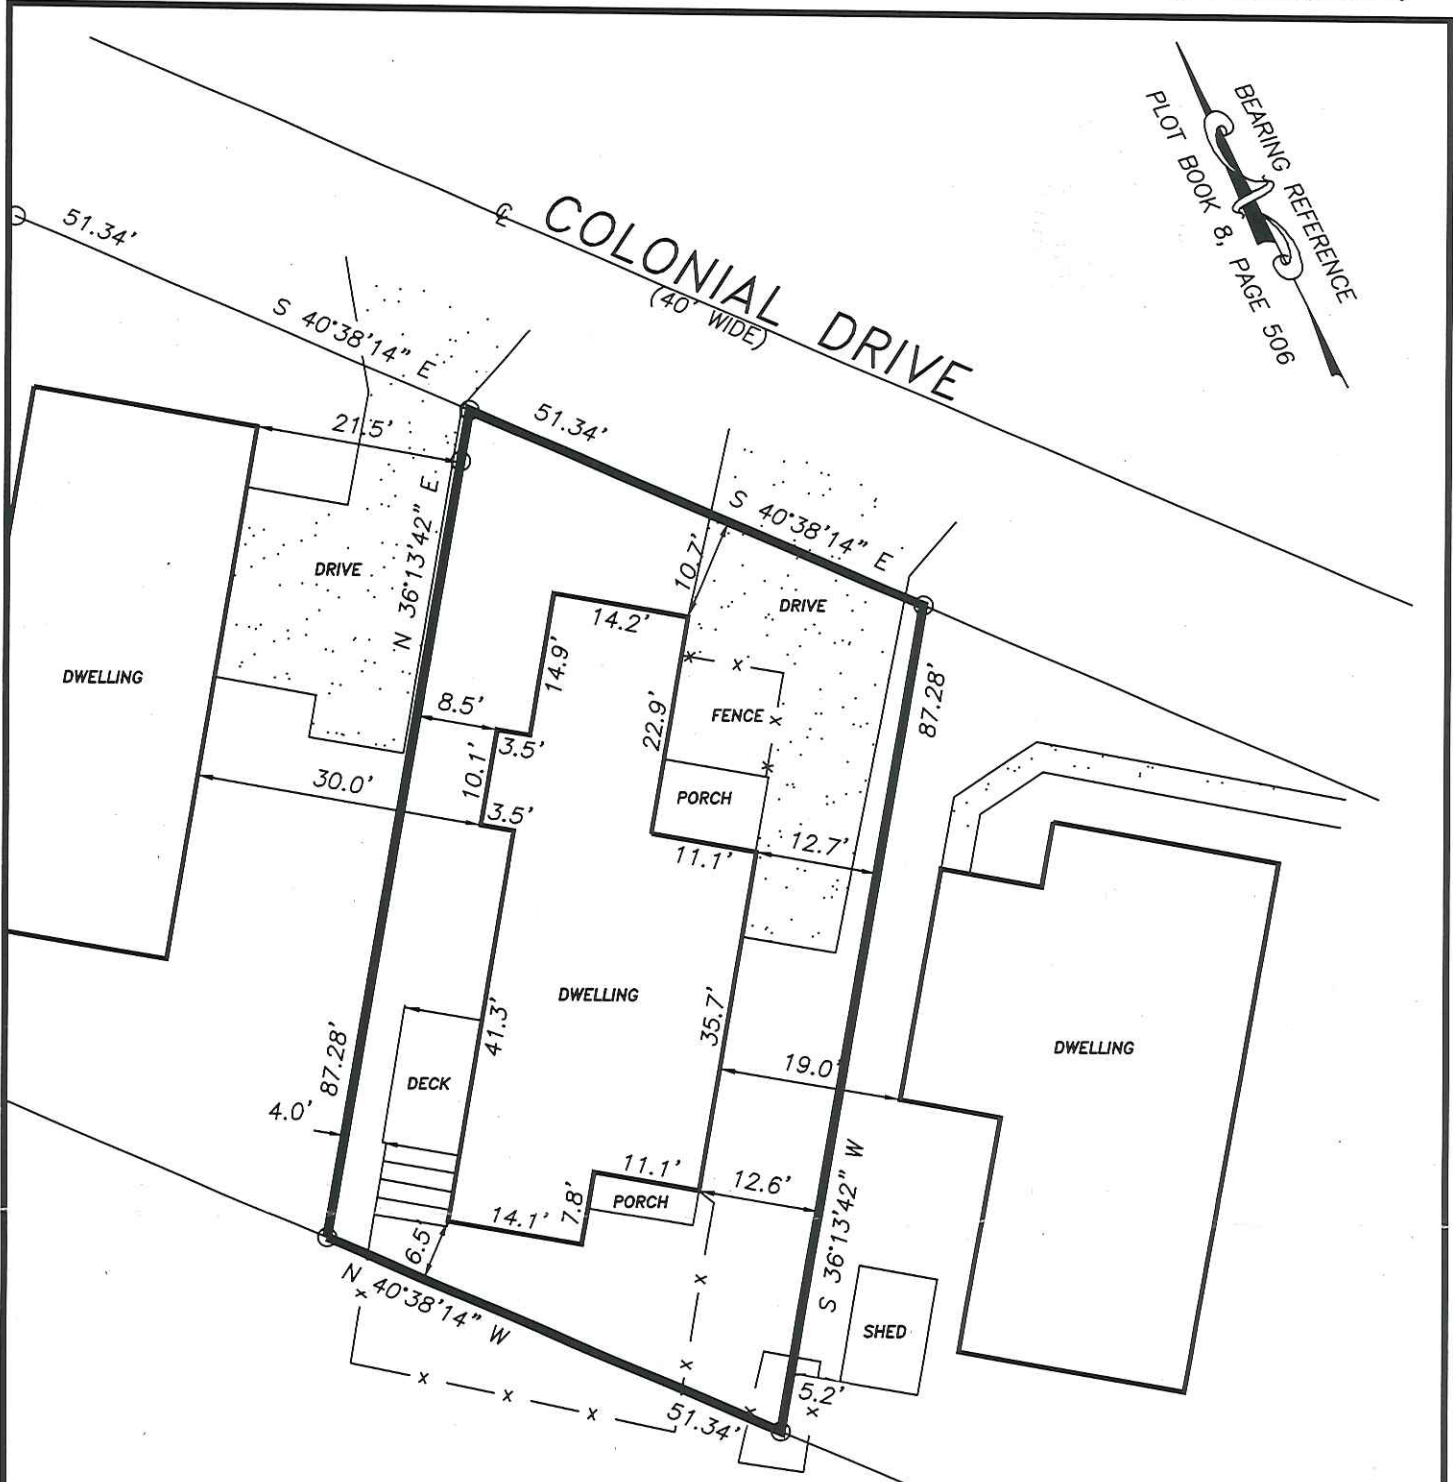 BEARING REFERENCE
PLOT BOOK 8, PAGE 506
℄
COLONIAL DRIVE
(40' WIDE)
51.34'
S 40°38'14" E
21.5'
51.34'
S 40°38'14" E
N 36°13'42" E
DRIVE
10.7'
DRIVE
14.2'
14.9'
DWELLING
8.5'
3.5'
22.9'
FENCE
87.28'
10.1'
30.0'
3.5'
PORCH
11.1'
12.7'
DWELLING
41.3'
35.7'
DWELLING
87.28'
DECK
19.0'
4.0'
11.1'
12.6'
PORCH
7.8'
14.1'
6.5'
S 36°13'42" W
N 40°38'14" W
SHED
5.2'
51.34'